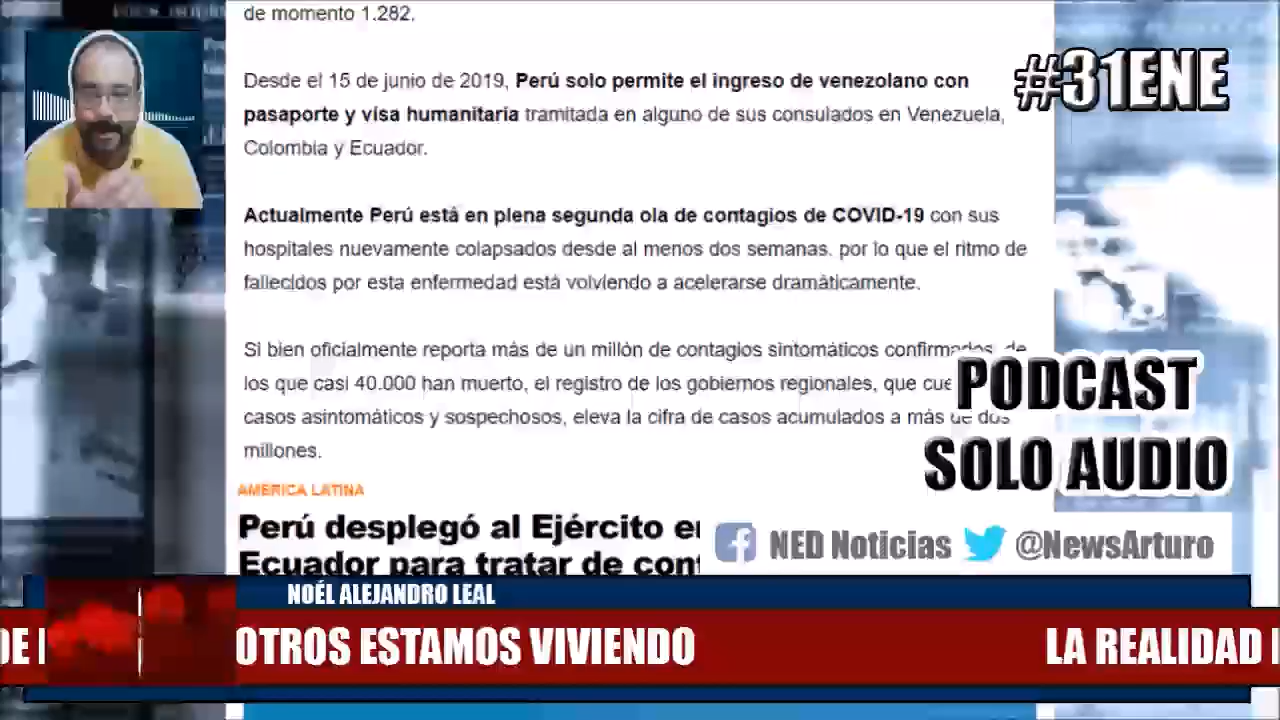 de momento 1.282.
#31ENE
Desde el 15 de junio de 2019, Perú solo permite el ingreso de venezolano con
pasaporte y visa humanitaria tramitada en alguno de sus consulados en Venezuela,
Colombia y Ecuador.
Actualmente Perú está en plena segunda ola de contagios de COVID-19 con sus
hospitales nuevamente colapsados desde al menos dos semanas, por lo que el ritmo de
fallecidos por esta enfermedad está volviendo a acelerarse dramáticamente.
Si bien oficialmente reporta más de un millón de contagios sintomáticos confirmados, de
los que casi 40.000 han muerto, el registro de los gobiernos regionales, que
casos asintomáticos y sospechosos, eleva la cifra de casos acumulados a más de dos
millones.
PODCAST
SOLO AUDIO
AMÉRICA LATINA
Perú desplegó al Ejército
Ecuador para tratar de
NED Noticias @NewsArturo
NOÉL ALEJANDRO LEAL
DE
OTROS ESTAMOS VIVIENDO
LA REALIDAD